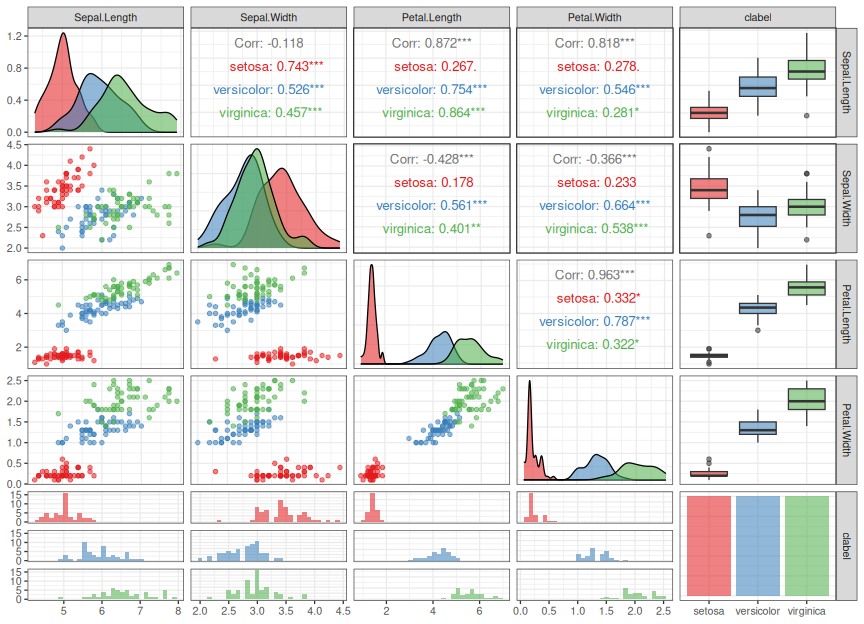 Sepal.Length Sepal.Width Petal.Length Petal.Width clabel
1.2
0.8
0.4
0.0
Corr: -0.118
setosa: 0.743***
versicolor: 0.526***
virginica: 0.457***
Corr: 0.872***
setosa: 0.267.
versicolor: 0.754***
virginica: 0.864***
Corr: 0.818***
setosa: 0.278.
versicolor: 0.546***
virginica: 0.281*
Sepal.Length
4.5
4.0
3.5
3.0
2.5
2.0
Corr: -0.428***
setosa: 0.178
versicolor: 0.561***
virginica: 0.401**
Corr: -0.366***
setosa: 0.233
versicolor: 0.664***
virginica: 0.538***
Sepal.Width
6
4
2
Corr: 0.963***
setosa: 0.332*
versicolor: 0.787***
virginica: 0.322*
Petal.Length
2.5
2.0
1.5
1.0
0.5
0.0
Petal.Width
15
10
5
0
15
10
5
0
15
10
5
0
clabel
5 6 7 8 2.0 2.5 3.0 3.5 4.0 4.5 2 4 6 0.0 0.5 1.0 1.5 2.0 2.5 setosa versicolor virginica